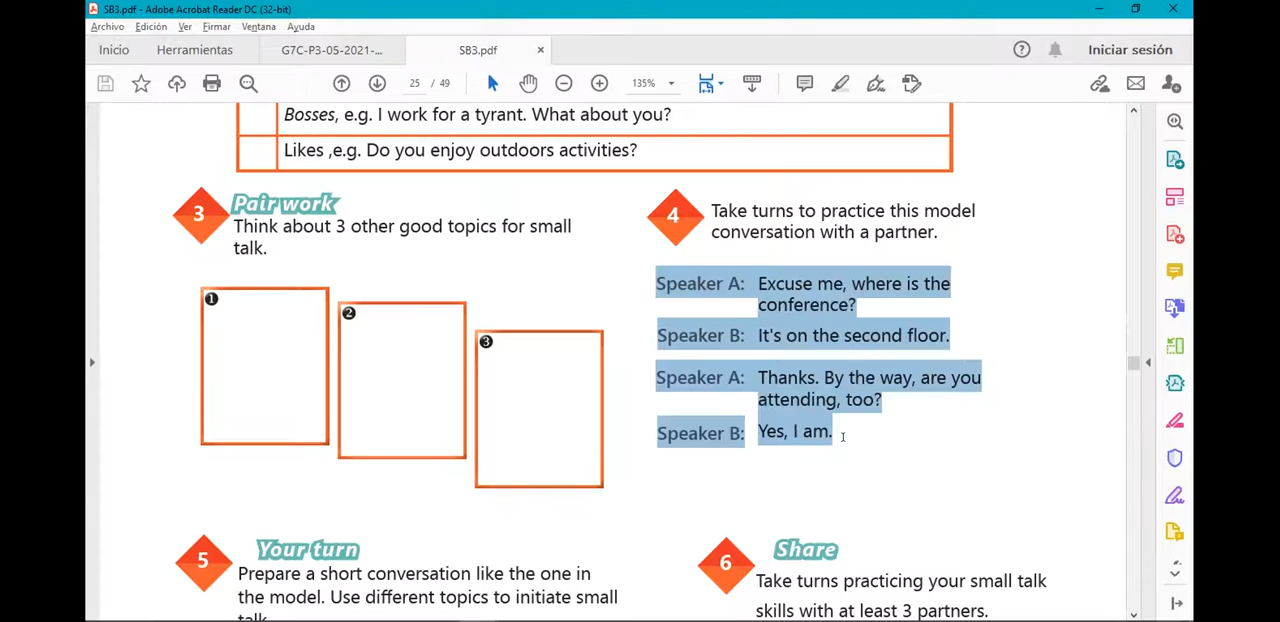 SB3.pdf - Adobe Acrobat Reader DC (32-bit)
Archivo Edición Ver Firmar Ventana Ayuda
Inicio Herramientas G7C-P3-05-2021-... SB3.pdf × Iniciar sesión
25 / 49 135%
Bosses, e.g. I work for a tyrant. What about you?
Likes ,e.g. Do you enjoy outdoors activities?
3 Pair work
Think about 3 other good topics for small
talk.
1
2
3
4 Take turns to practice this model
conversation with a partner.
Speaker A: Excuse me, where is the
conference?
Speaker B: It's on the second floor.
Speaker A: Thanks. By the way, are you
attending, too?
Speaker B: Yes, I am.
5 Your turn
Prepare a short conversation like the one in
the model. Use different topics to initiate small
talk.
6 Share
Take turns practicing your small talk
skills with at least 3 partners.